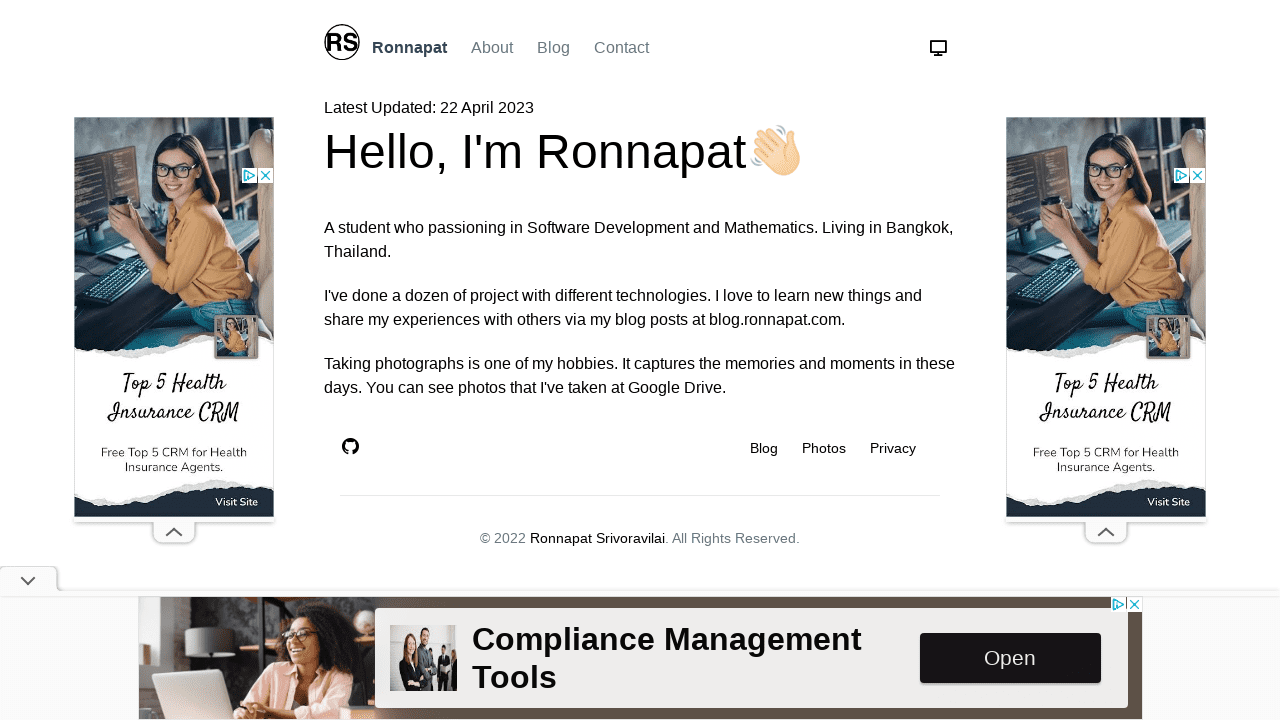 RS
Ronnapat
About
Blog
Contact
Latest Updated: 22 April 2023
Hello, I'm Ronnapat
A student who passioning in Software Development and Mathematics. Living in Bangkok,
Thailand.
I've done a dozen of project with different technologies. I love to learn new things and
share my experiences with others via my blog posts at blog.ronnapat.com.
Taking photographs is one of my hobbies. It captures the memories and moments in these
days. You can see photos that I've taken at Google Drive.
Blog
Photos
Privacy
© 2022 Ronnapat Srivoravilai. All Rights Reserved.
Top 5 Health
Insurance CRM
Free Top 5 CRM for Health
Insurance Agents.
Visit Site
Top 5 Health
Insurance CRM
Free Top 5 CRM for Health
Insurance Agents.
Visit Site
Compliance Management
Tools
Open